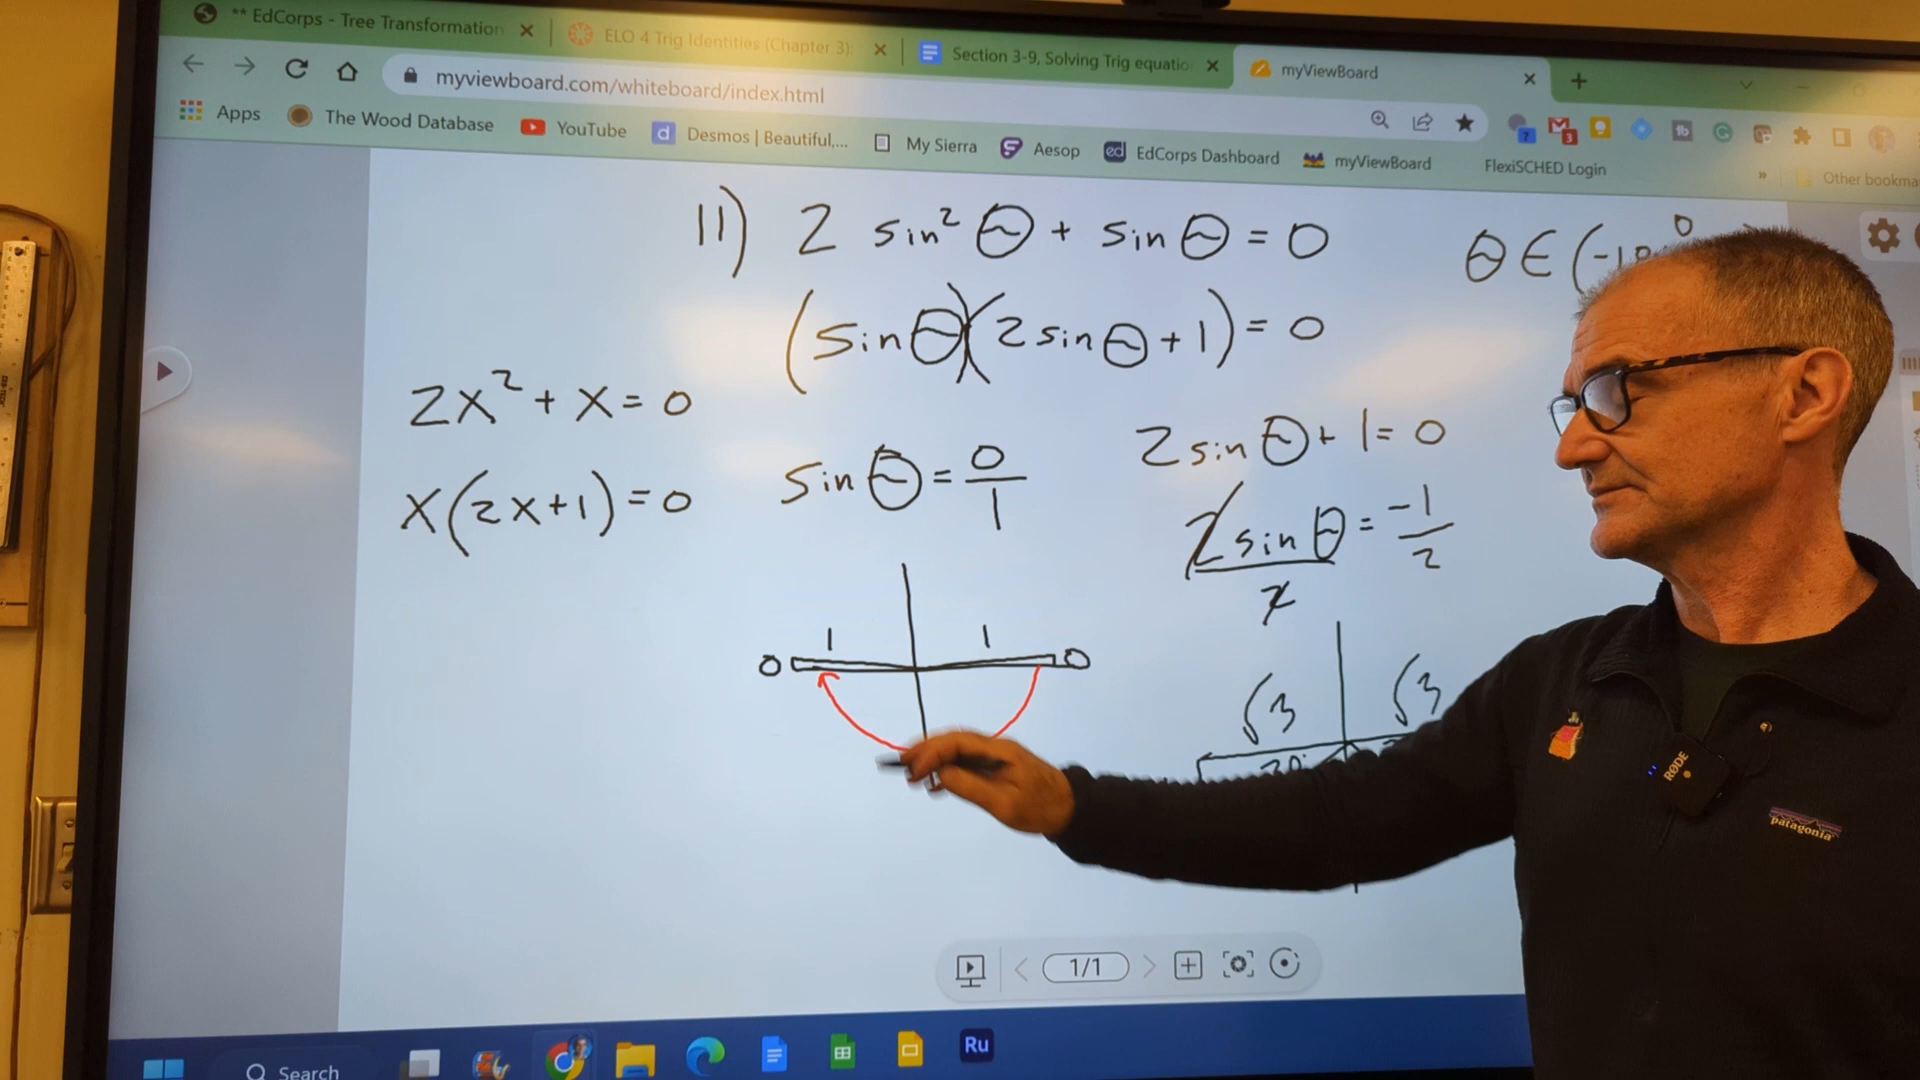 ** EdCorps - Tree Transformation
ELO 4 Trig Identities (Chapter 3)
Section 3-9, Solving Trig equatio
myViewBoard
myviewboard.com/whiteboard/index.html
Apps
The Wood Database
YouTube
Desmos | Beautiful,...
My Sierra
Aesop
EdCorps Dashboard
myViewBoard
FlexiSCHED Login
Other bookma
11) 2 sin² θ + sin θ = 0
θ ∈ (-18
(sin θ)(2 sin θ + 1) = 0
2x² + x = 0
x(2x+1) = 0
sin θ = 0/1
2 sin θ + 1 = 0
2 sin θ / 2 = -1/2
1 1
0 0
√3 √3
30
RØDE
patagonia
1/1
Search
Ru